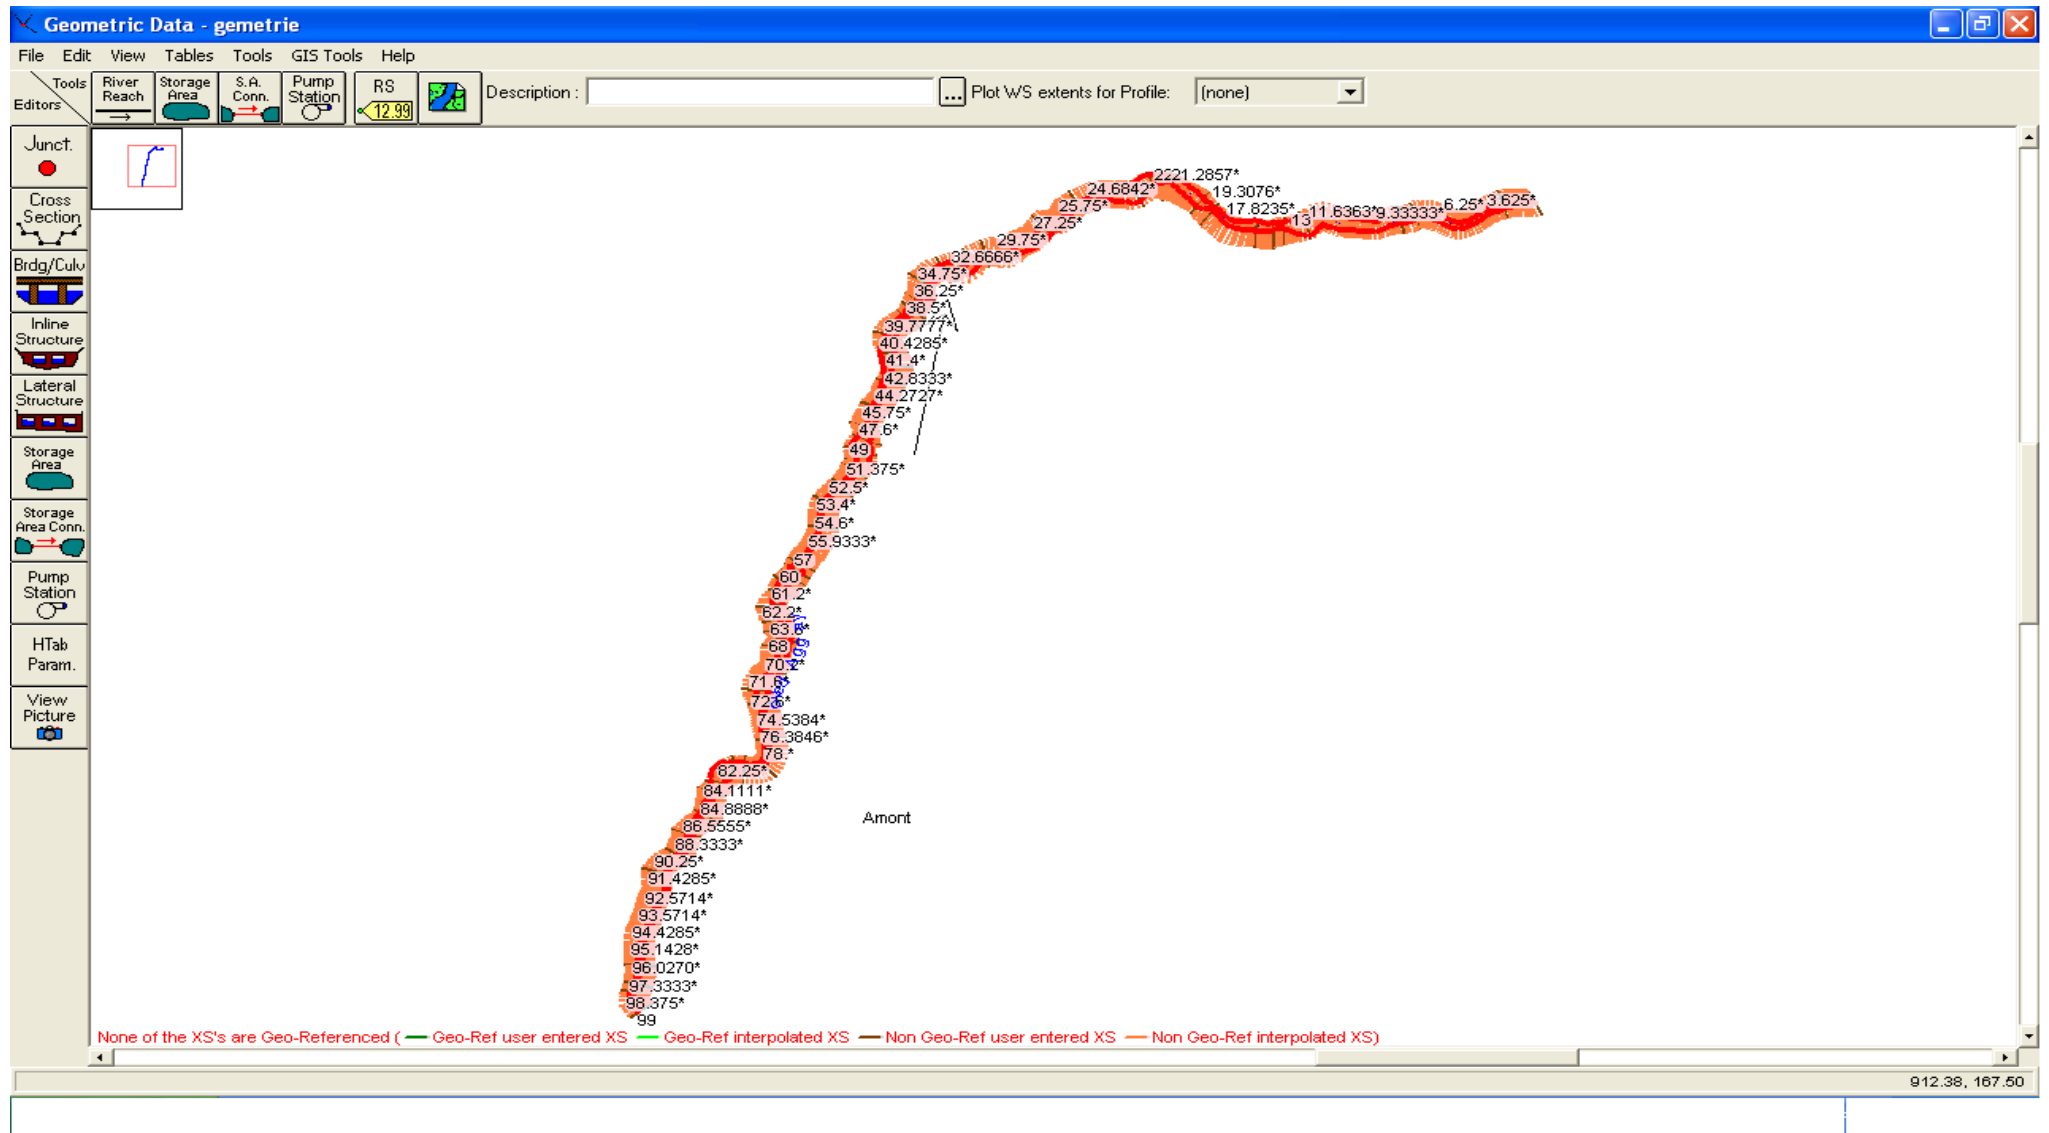 Geometric Data - gemetrie
File Edit View Tables Tools GIS Tools Help
Tools
Editors
River Reach
Storage Area
S.A. Conn.
Pump Station
RS
12.99
Description :
...
Plot WS extents for Profile:
(none)
Junct.
Cross Section
Brdg/Culv
Inline Structure
Lateral Structure
Storage Area
Storage Area Conn.
Pump Station
HTab Param.
View Picture
2221.2857*
24.6842*
19.3076*
25.75*
17.8235*
13
11.6363*
9.33333*
6.25*
3.625*
27.25*
29.75*
32.6666*
34.75*
36.25*
38.5*
39.7777*
40.4285*
41.4*
42.8333*
44.2727*
45.75*
47.6*
49
51.375*
52.5*
53.4*
54.6*
55.9333*
57
60
61.2*
62.2*
63.6*
68
70.2*
71.6*
72.6*
74.5384*
76.3846*
78.*
82.25*
84.1111*
84.8888*
86.5555*
88.3333*
90.25*
91.4285*
92.5714*
93.5714*
94.4285*
95.1428*
96.0270*
97.3333*
98.375*
99
Amont
None of the XS's are Geo-Referenced ( Geo-Ref user entered XS Geo-Ref interpolated XS Non Geo-Ref user entered XS Non Geo-Ref interpolated XS)
912.38, 167.50